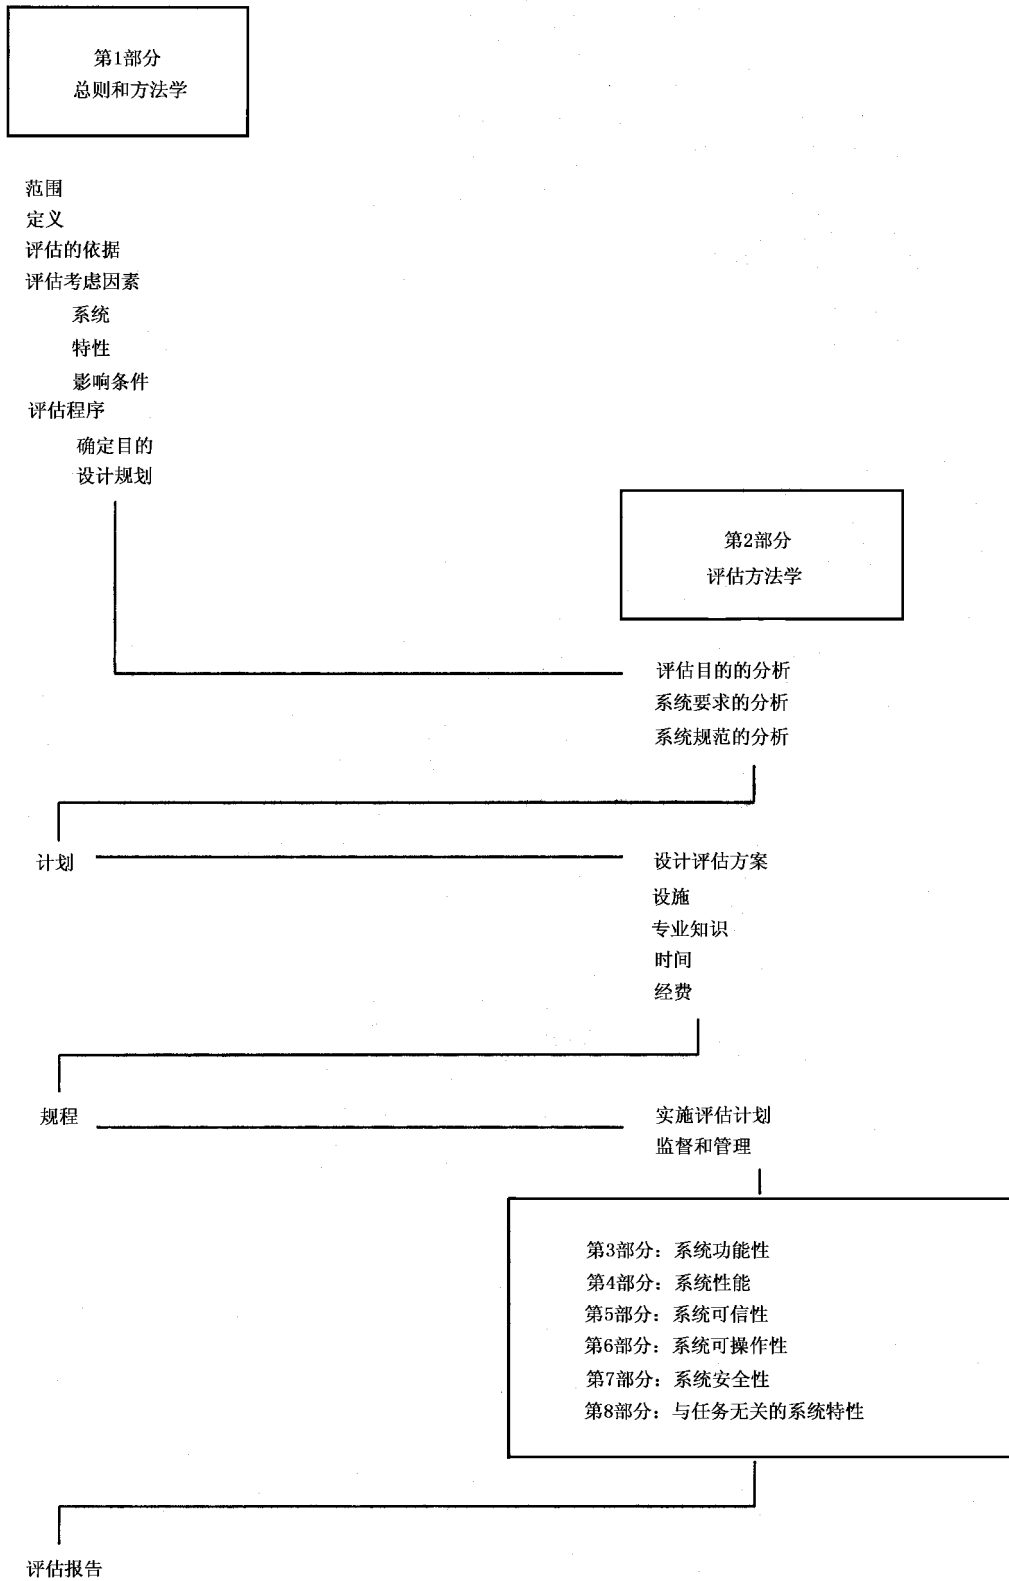 第1部分
总则和方法学
范围
定义
评估的依据
评估考虑因素
系统
特性
影响条件
评估程序
确定目的
设计规划
第2部分
评估方法学
评估目的的分析
系统要求的分析
系统规范的分析
计划
设计评估方案
设施
专业知识
时间
经费
规程
实施评估计划
监督和管理
第3部分：系统功能性
第4部分：系统性能
第5部分：系统可信性
第6部分：系统可操作性
第7部分：系统安全性
第8部分：与任务无关的系统特性
评估报告